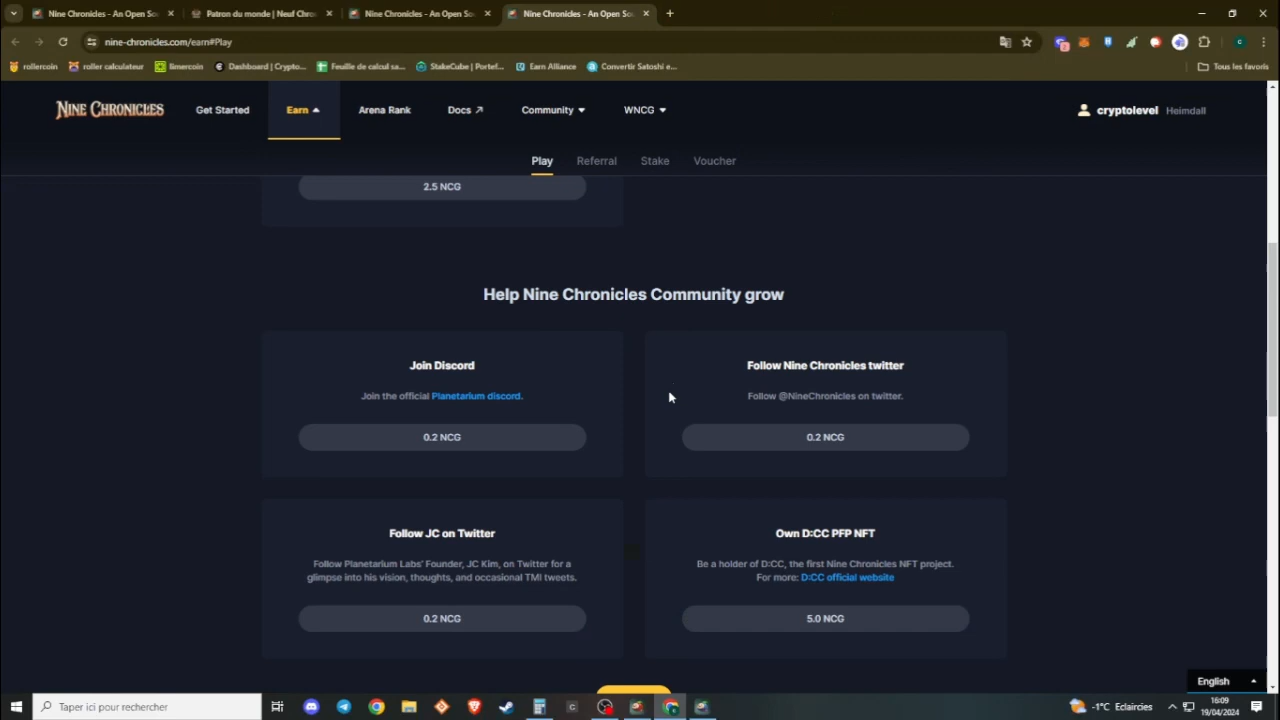 Nine Chronicles - An Open So
Patron du monde | Neuf Chro
Nine Chronicles - An Open So
Nine Chronicles - An Open So
nine-chronicles.com/earn#Play
rollercoin
roller calculateur
limercoin
Dashboard | Crypto...
Feuille de calcul sa...
StakeCube | Portef...
Earn Alliance
Convertir Satoshi e...
Tous les favoris
NINE CHRONICLES
Get Started
Earn
Arena Rank
Docs
Community
WNCG
cryptolevel Heimdall
Play
Referral
Stake
Voucher
2.5 NCG
Help Nine Chronicles Community grow
Join Discord
Join the official Planetarium discord.
0.2 NCG
Follow Nine Chronicles twitter
Follow @NineChronicles on twitter.
0.2 NCG
Follow JC on Twitter
Follow Planetarium Labs' Founder, JC Kim, on Twitter for a
glimpse into his vision, thoughts, and occasional TMI tweets.
0.2 NCG
Own D:CC PFP NFT
Be a holder of D:CC, the first Nine Chronicles NFT project.
For more: D:CC official website
5.0 NCG
English
Taper ici pour rechercher
-1°C Eclaircies
16:09
19/04/2024